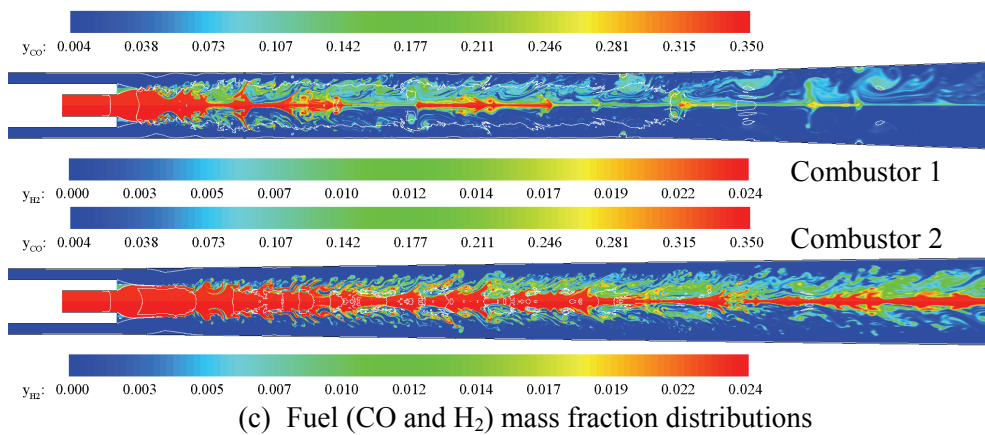 y_CO: 0.004 0.038 0.073 0.107 0.142 0.177 0.211 0.246 0.281 0.315 0.350
Combustor 1
y_H2: 0.000 0.003 0.005 0.007 0.010 0.012 0.014 0.017 0.019 0.022 0.024
y_CO: 0.004 0.038 0.073 0.107 0.142 0.177 0.211 0.246 0.281 0.315 0.350
Combustor 2
y_H2: 0.000 0.003 0.005 0.007 0.010 0.012 0.014 0.017 0.019 0.022 0.024
(c) Fuel (CO and H₂) mass fraction distributions